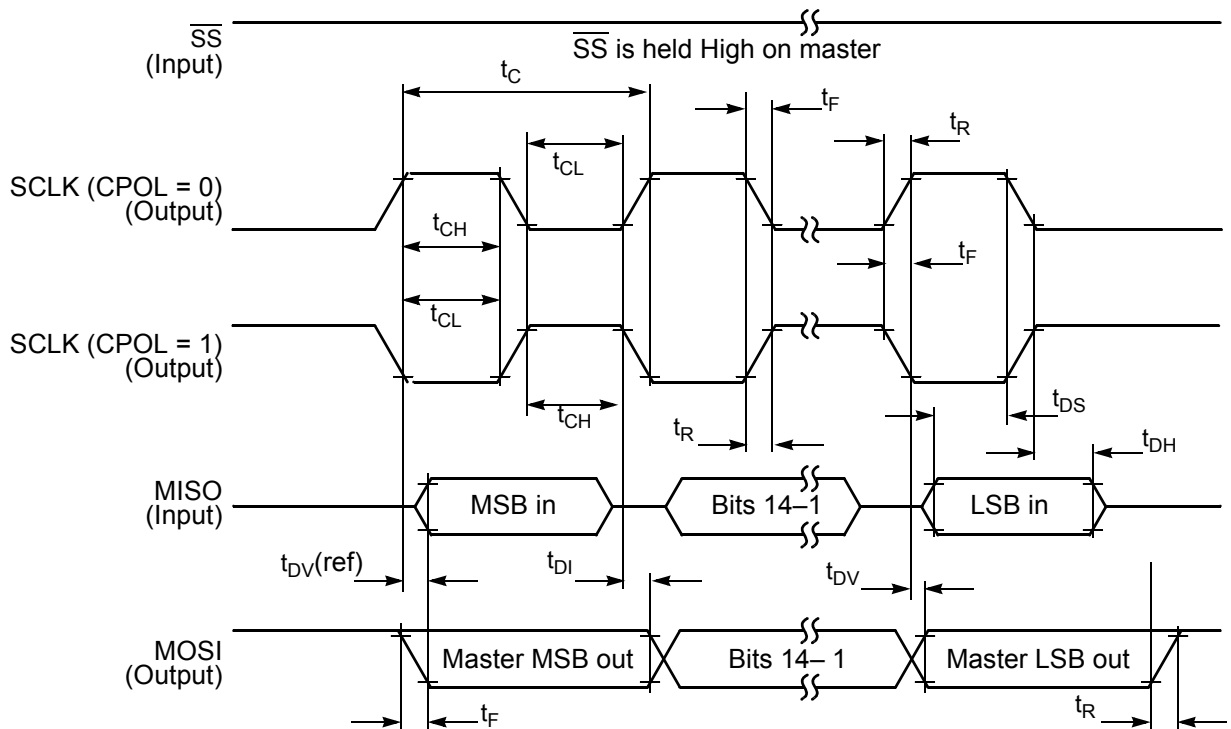 SS
(Input)
SS is held High on master
tC
tF
tR
tCL
SCLK (CPOL = 0)
(Output)
tCH
tF
tCL
SCLK (CPOL = 1)
(Output)
tCH
tR
tDS
tDH
MISO
(Input)
MSB in
Bits 14–1
LSB in
tDV(ref)
tDI
tDV
MOSI
(Output)
Master MSB out
Bits 14– 1
Master LSB out
tF
tR